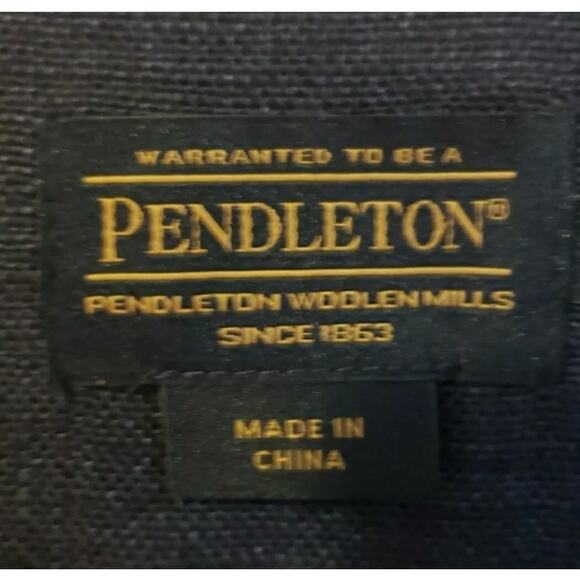 WARRANTED TO BE A
PENDLETON®
PENDLETON WOOLEN MILLS
SINCE 1863
MADE IN
CHINA